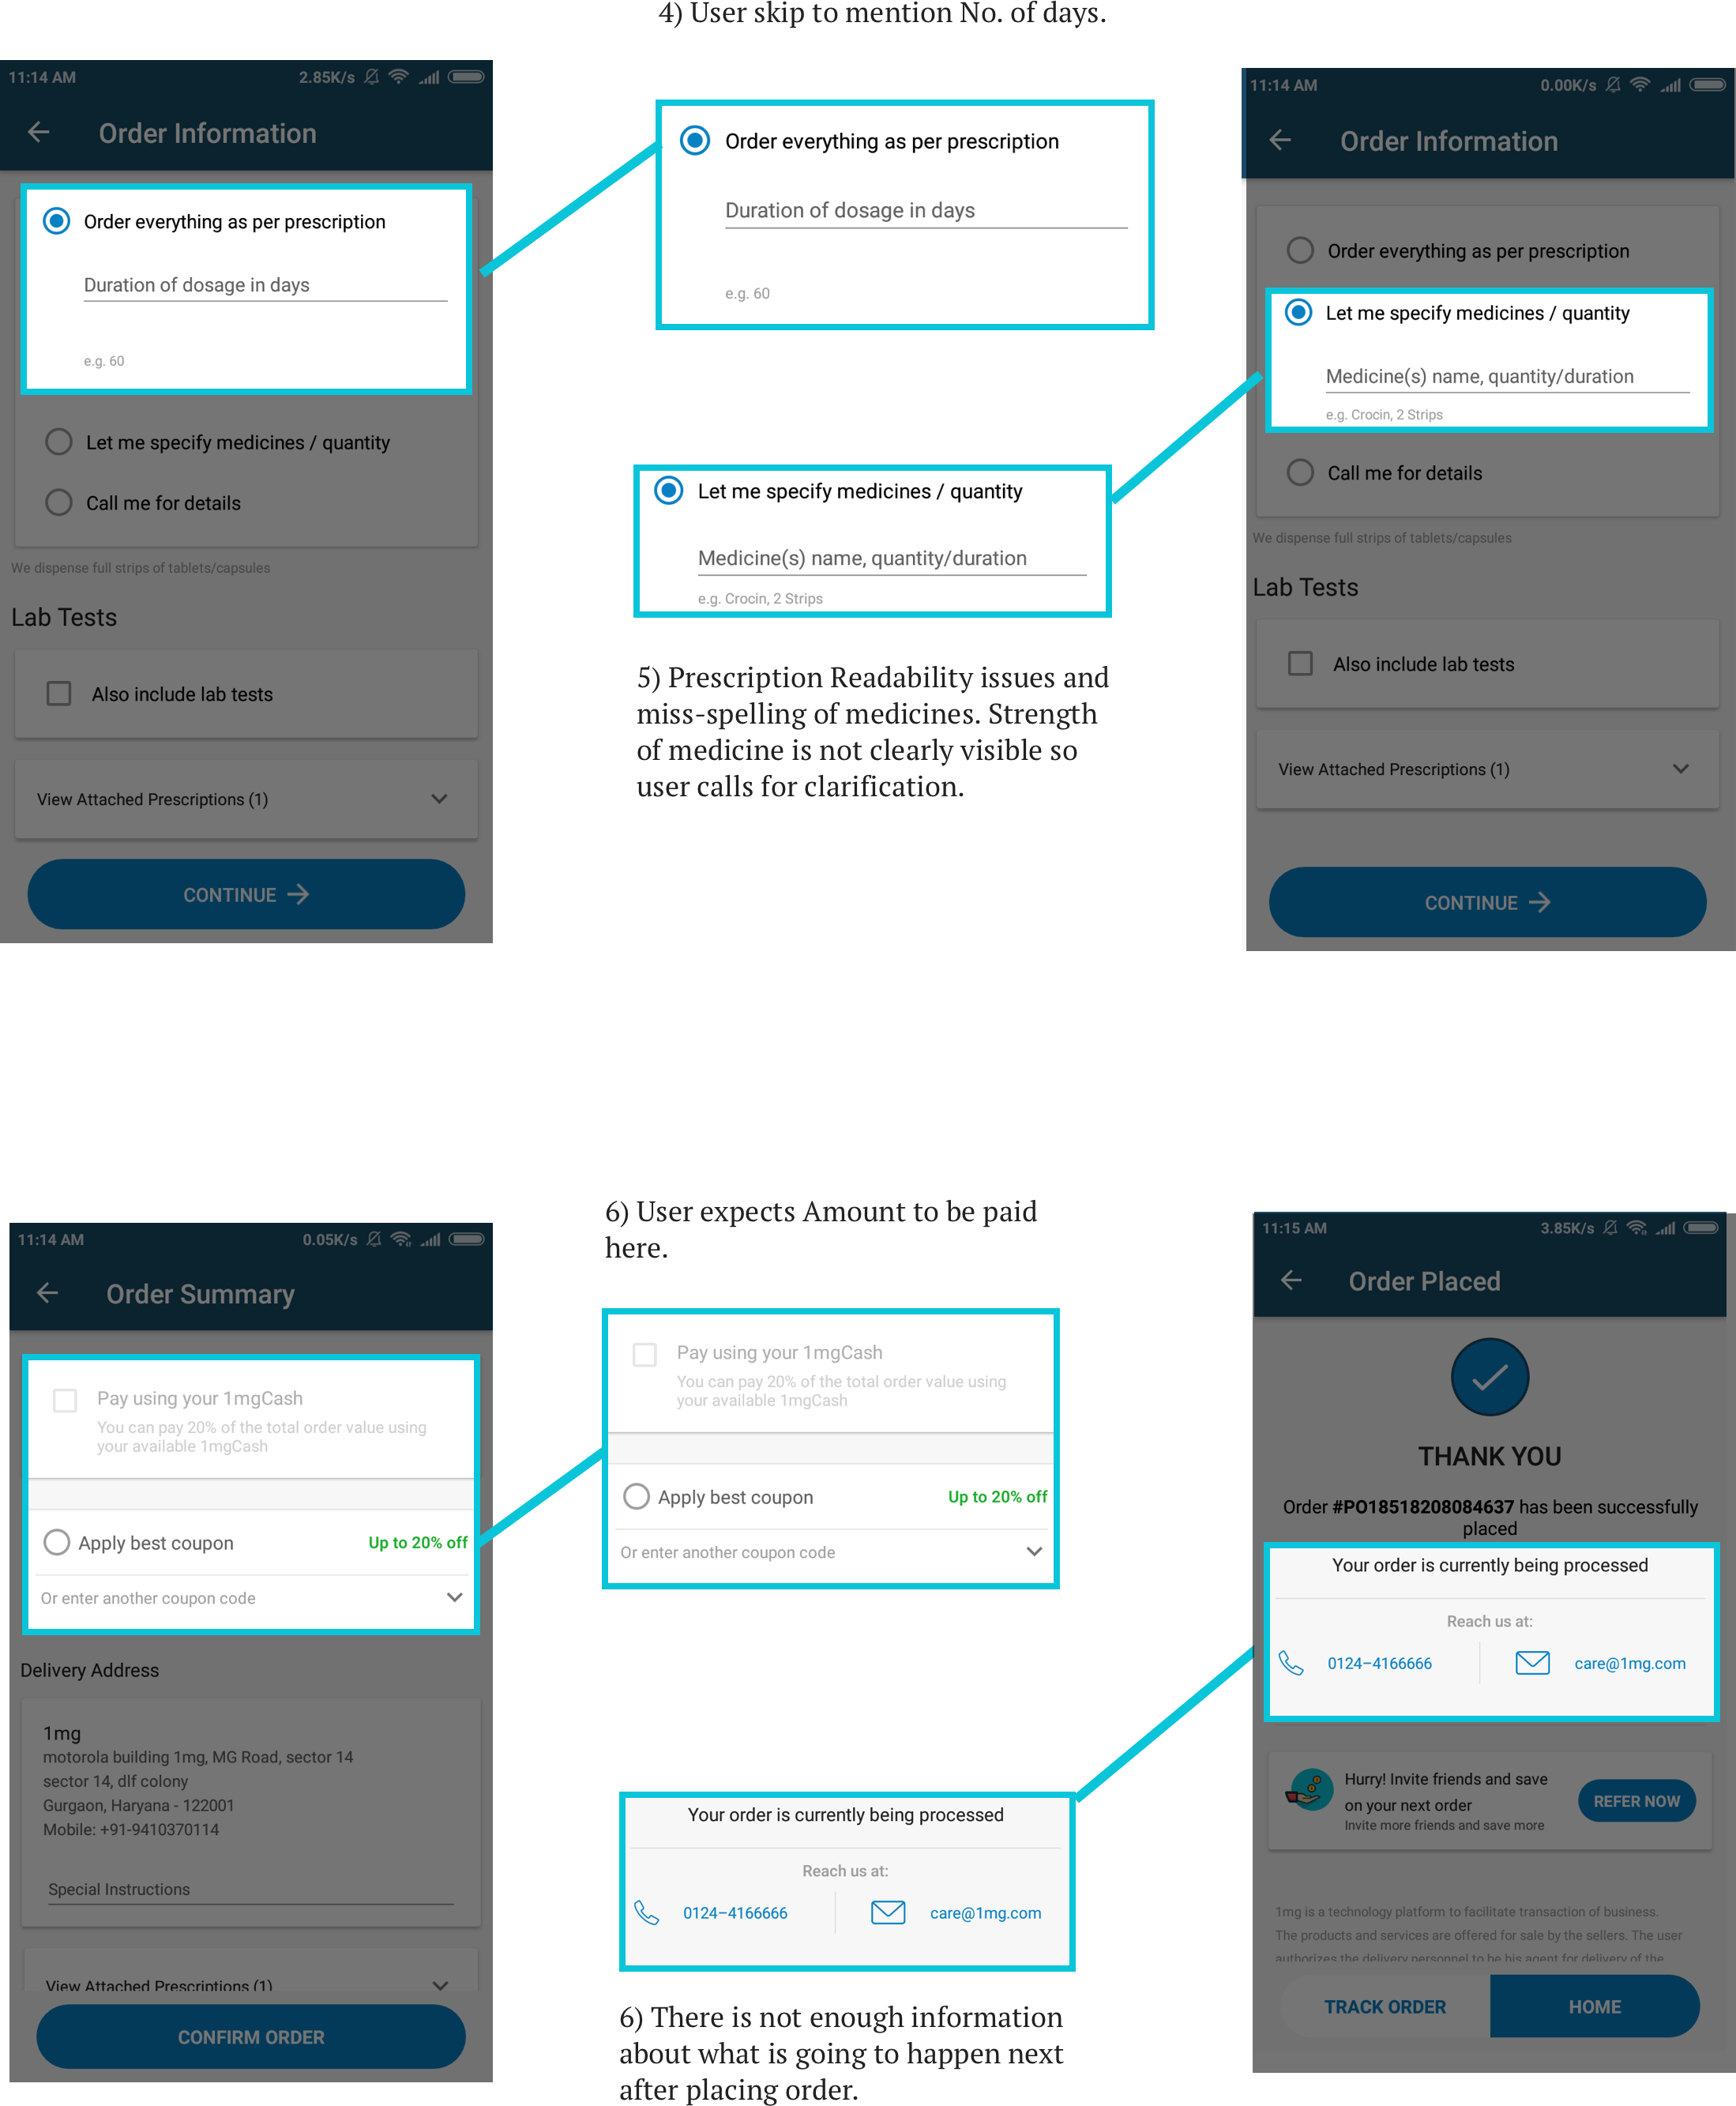 4) User skip to mention No. of days.
11:14 AM
2.85K/s
Order Information
Order everything as per prescription
Duration of dosage in days
e.g. 60
Let me specify medicines / quantity
Call me for details
We dispense full strips of tablets/capsules
Lab Tests
Also include lab tests
View Attached Prescriptions (1)
CONTINUE
Order everything as per prescription
Duration of dosage in days
e.g. 60
Let me specify medicines / quantity
Medicine(s) name, quantity/duration
e.g. Crocin, 2 Strips
5) Prescription Readability issues and
miss-spelling of medicines. Strength
of medicine is not clearly visible so
user calls for clarification.
11:14 AM
0.00K/s
Order Information
Order everything as per prescription
Let me specify medicines / quantity
Medicine(s) name, quantity/duration
e.g. Crocin, 2 Strips
Call me for details
We dispense full strips of tablets/capsules
Lab Tests
Also include lab tests
View Attached Prescriptions (1)
CONTINUE
11:14 AM
0.05K/s
Order Summary
Pay using your 1mgCash
You can pay 20% of the total order value using
your available 1mgCash
Apply best coupon
Up to 20% off
Or enter another coupon code
Delivery Address
1mg
motorola building 1mg, MG Road, sector 14
sector 14, dlf colony
Gurgaon, Haryana - 122001
Mobile: +91-9410370114
Special Instructions
View Attached Prescriptions (1)
CONFIRM ORDER
6) User expects Amount to be paid
here.
Pay using your 1mgCash
You can pay 20% of the total order value using
your available 1mgCash
Apply best coupon
Up to 20% off
Or enter another coupon code
Your order is currently being processed
Reach us at:
0124–4166666
care@1mg.com
6) There is not enough information
about what is going to happen next
after placing order.
11:15 AM
3.85K/s
Order Placed
THANK YOU
Order #PO18518208084637 has been successfully
placed
Your order is currently being processed
Reach us at:
0124–4166666
care@1mg.com
Hurry! Invite friends and save
on your next order
Invite more friends and save more
REFER NOW
1mg is a technology platform to facilitate transaction of business.
The products and services are offered for sale by the sellers. The user
authorizes the delivery personnel to be his agent for delivery of the
TRACK ORDER
HOME